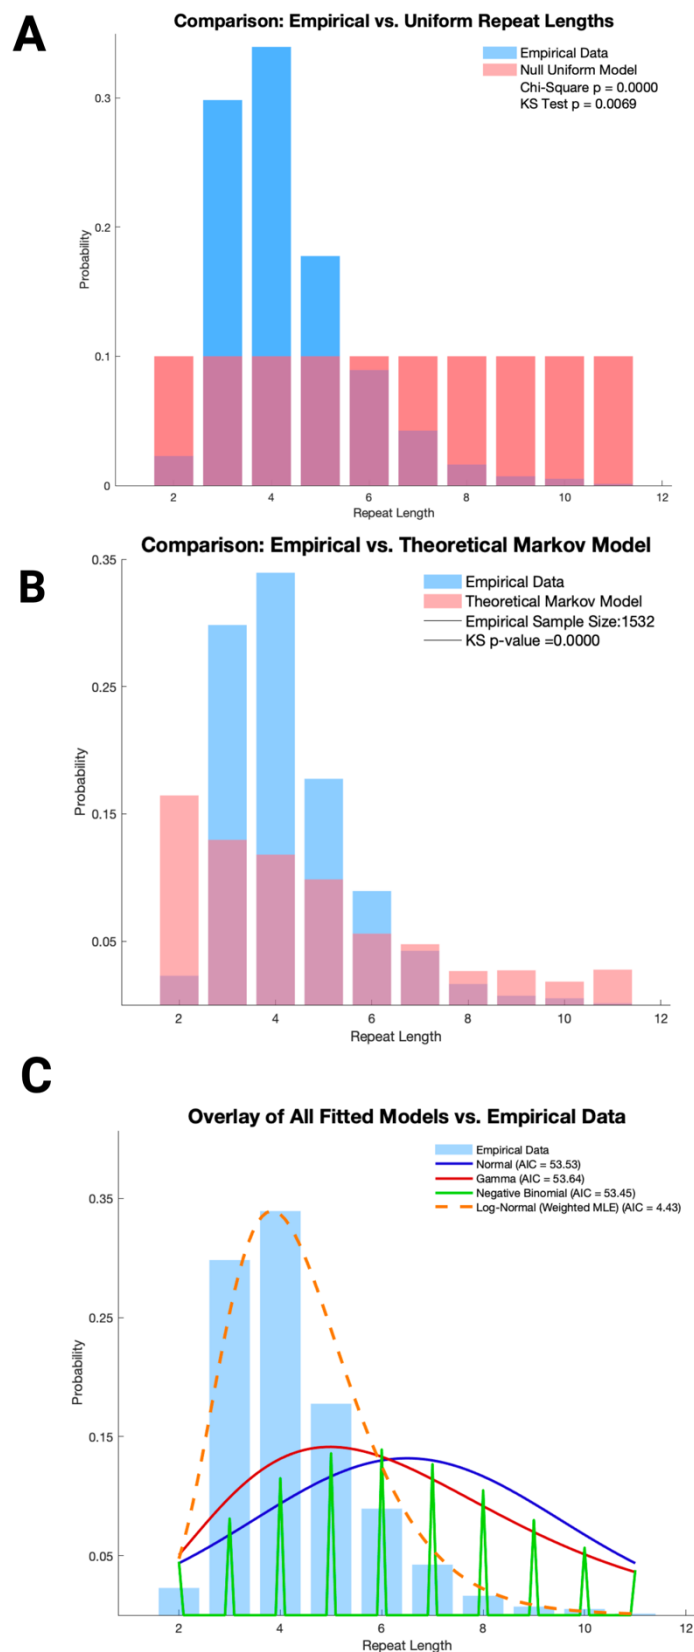 A
Comparison: Empirical vs. Uniform Repeat Lengths
Empirical Data
Null Uniform Model
Chi-Square p = 0.0000
KS Test p = 0.0069
0.3
0.2
0.1
0
Probability
2 4 6 8 10 12
Repeat Length
B
Comparison: Empirical vs. Theoretical Markov Model
Empirical Data
Theoretical Markov Model
Empirical Sample Size:1532
KS p-value =0.0000
0.35
0.25
0.15
0.05
Probability
2 4 6 8 10 12
Repeat Length
C
Overlay of All Fitted Models vs. Empirical Data
Empirical Data
Normal (AIC = 53.53)
Gamma (AIC = 53.64)
Negative Binomial (AIC = 53.45)
Log-Normal (Weighted MLE) (AIC = 4.43)
0.35
0.25
0.15
0.05
Probability
2 4 6 8 10 12
Repeat Length